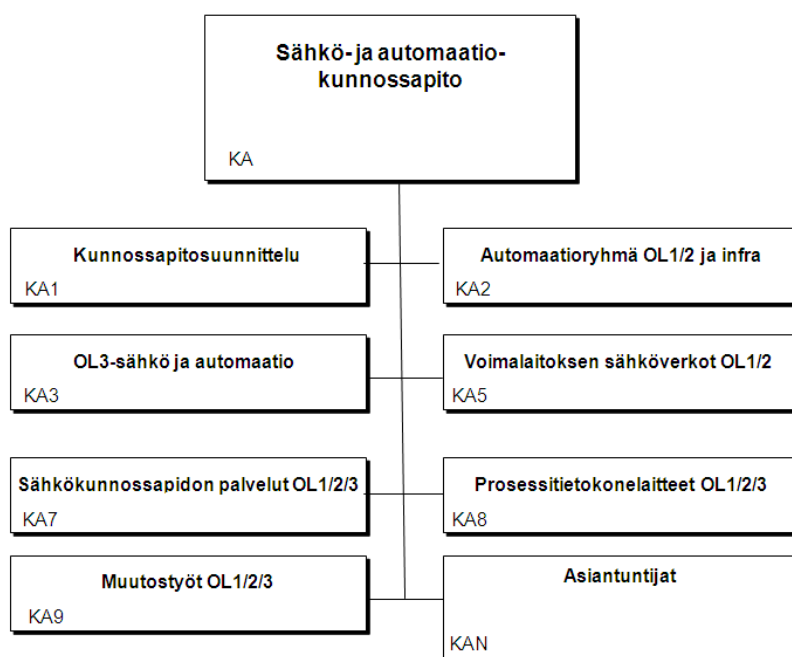 Sähkö- ja automaatio-
kunnossapito
KA
Kunnossapitosuunnittelu
KA1
Automaatioryhmä OL1/2 ja infra
KA2
OL3-sähkö ja automaatio
KA3
Voimalaitoksen sähköverkot OL1/2
KA5
Sähkökunnossapidon palvelut OL1/2/3
KA7
Prosessitietokonelaitteet OL1/2/3
KA8
Muutostyöt OL1/2/3
KA9
Asiantuntijat
KAN